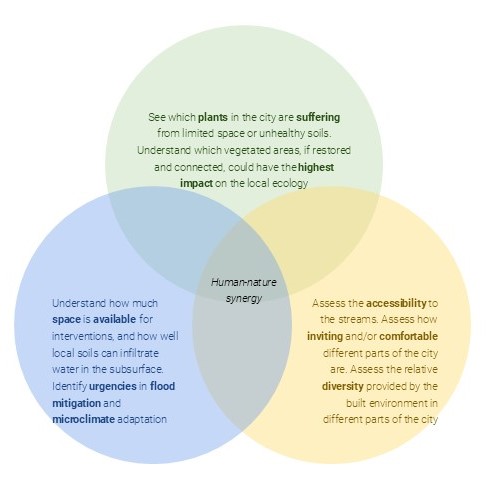 See which plants in the city are suffering
from limited space or unhealthy soils.
Understand which vegetated areas, if restored
and connected, could have the highest
impact on the local ecology
Human-nature
synergy
Understand how much
space is available for
interventions, and how well
local soils can infiltrate
water in the subsurface.
Identify urgencies in flood
mitigation and
microclimate adaptation
Assess the accessibility to
the streams. Assess how
inviting and/or comfortable
different parts of the city
are. Assess the relative
diversity provided by the
built environment in
different parts of the city